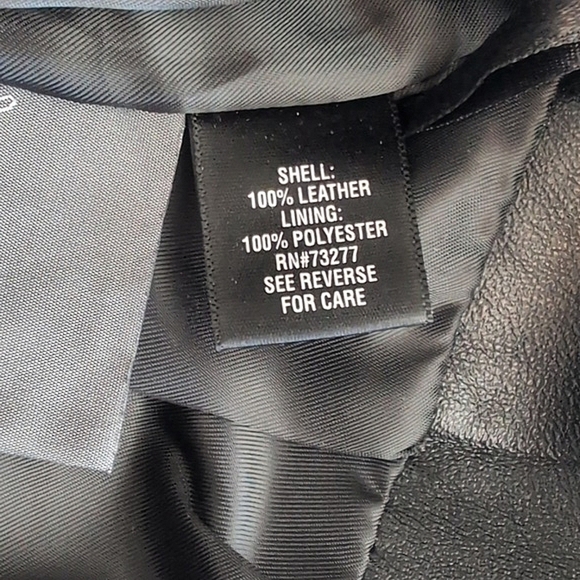 SHELL:
100% LEATHER
LINING:
100% POLYESTER
RN#73277
SEE REVERSE
FOR CARE